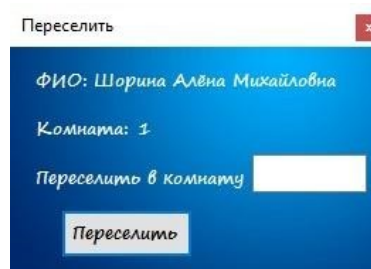 Переселить
ФИО: Шорина Алёна Михайловна
Комната: 1
Переселить в комнату
Переселить